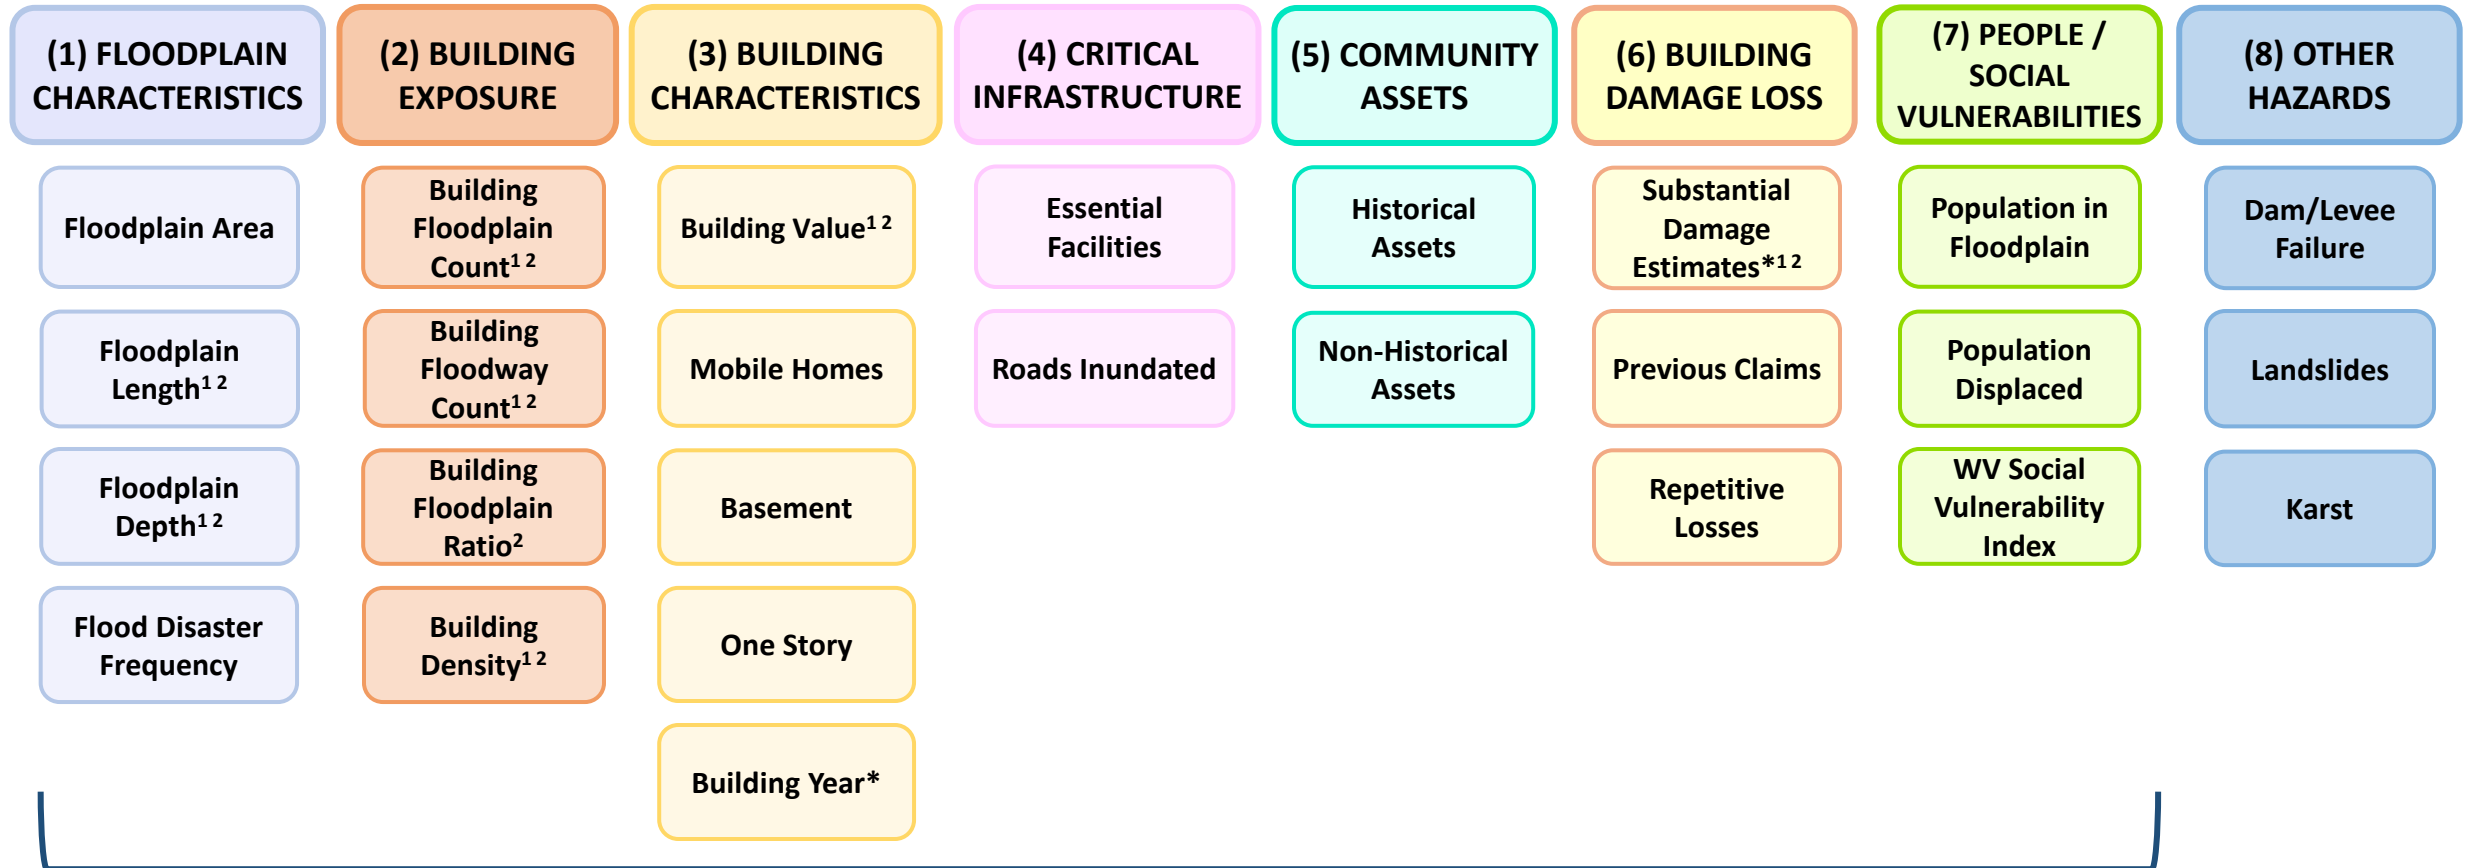 (1) FLOODPLAIN
CHARACTERISTICS
Floodplain Area
Floodplain
Length¹ ²
Floodplain
Depth¹ ²
Flood Disaster
Frequency
(2) BUILDING
EXPOSURE
Building
Floodplain
Count¹ ²
Building
Floodway
Count¹ ²
Building
Floodplain
Ratio²
Building
Density¹ ²
(3) BUILDING
CHARACTERISTICS
Building Value¹ ²
Mobile Homes
Basement
One Story
Building Year*
(4) CRITICAL
INFRASTRUCTURE
Essential
Facilities
Roads Inundated
(5) COMMUNITY
ASSETS
Historical
Assets
Non-Historical
Assets
(6) BUILDING
DAMAGE LOSS
Substantial
Damage
Estimates*¹ ²
Previous Claims
Repetitive
Losses
(7) PEOPLE /
SOCIAL
VULNERABILITIES
Population in
Floodplain
Population
Displaced
WV Social
Vulnerability
Index
(8) OTHER
HAZARDS
Dam/Levee
Failure
Landslides
Karst